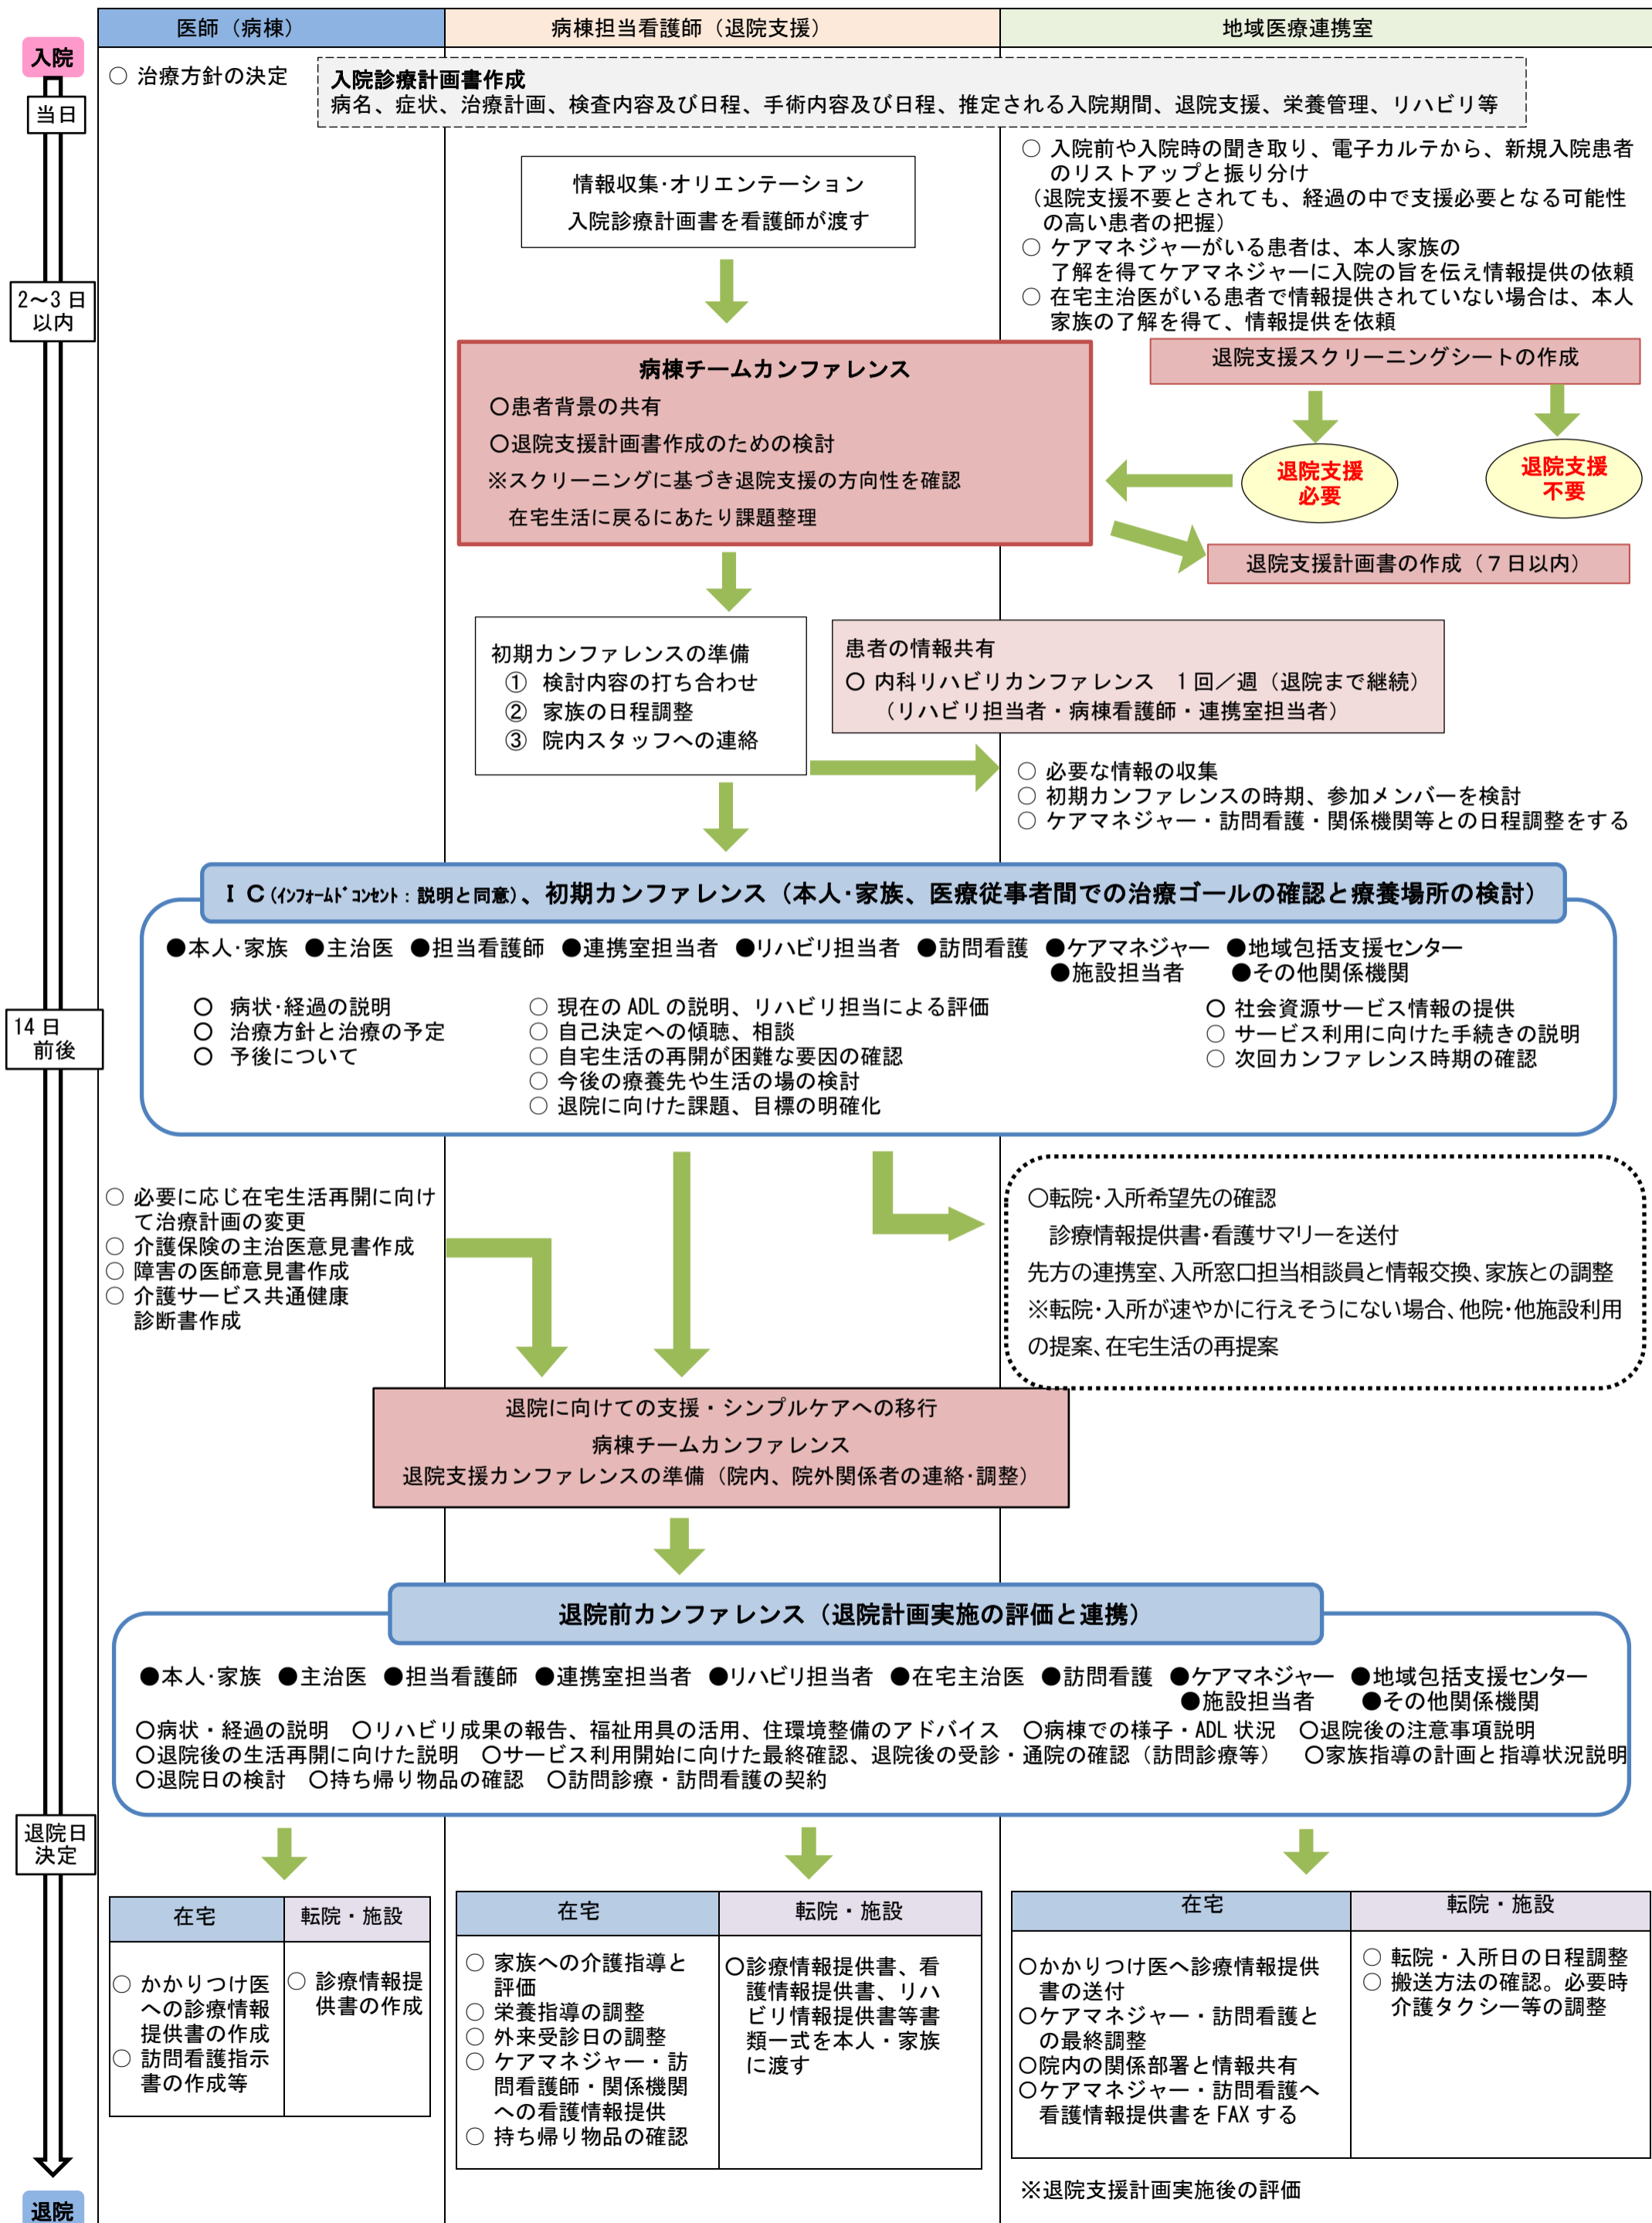 医師（病棟）
病棟担当看護師（退院支援）
地域医療連携室
入院
当日
○ 治療方針の決定
入院診療計画書作成
病名、症状、治療計画、検査内容及び日程、手術内容及び日程、推定される入院期間、退院支援、栄養管理、リハビリ等
情報収集･オリエンテーション
入院診療計画書を看護師が渡す
○ 入院前や入院時の聞き取り、電子カルテから、新規入院患者
のリストアップと振り分け
（退院支援不要とされても、経過の中で支援必要となる可能性
の高い患者の把握）
○ ケアマネジャーがいる患者は、本人家族の
了解を得てケアマネジャーに入院の旨を伝え情報提供の依頼
○ 在宅主治医がいる患者で情報提供されていない場合は、本人
家族の了解を得て、情報提供を依頼
2～3 日
以内
病棟チームカンファレンス
○患者背景の共有
○退院支援計画書作成のための検討
※スクリーニングに基づき退院支援の方向性を確認
在宅生活に戻るにあたり課題整理
退院支援スクリーニングシートの作成
退院支援
必要
退院支援
不要
退院支援計画書の作成（７日以内）
初期カンファレンスの準備
① 検討内容の打ち合わせ
② 家族の日程調整
③ 院内スタッフへの連絡
患者の情報共有
○ 内科リハビリカンファレンス １回／週（退院まで継続）
（リハビリ担当者・病棟看護師・連携室担当者）
○ 必要な情報の収集
○ 初期カンファレンスの時期、参加メンバーを検討
○ ケアマネジャー・訪問看護・関係機関等との日程調整をする
ＩＣ(ｲﾝﾌｫｰﾑﾄﾞｺﾝｾﾝﾄ：説明と同意)、初期カンファレンス（本人･家族、医療従事者間での治療ゴールの確認と療養場所の検討）
●本人･家族 ●主治医 ●担当看護師 ●連携室担当者 ●リハビリ担当者 ●訪問看護 ●ケアマネジャー ●地域包括支援センター
●施設担当者 ●その他関係機関
14 日
前後
○ 病状･経過の説明
○ 治療方針と治療の予定
○ 予後について
○ 現在の ADL の説明、リハビリ担当による評価
○ 自己決定への傾聴、相談
○ 自宅生活の再開が困難な要因の確認
○ 今後の療養先や生活の場の検討
○ 退院に向けた課題、目標の明確化
○ 社会資源サービス情報の提供
○ サービス利用に向けた手続きの説明
○ 次回カンファレンス時期の確認
○ 必要に応じ在宅生活再開に向け
て治療計画の変更
○ 介護保険の主治医意見書作成
○ 障害の医師意見書作成
○ 介護サービス共通健康
診断書作成
○転院･入所希望先の確認
診療情報提供書･看護サマリーを送付
先方の連携室、入所窓口担当相談員と情報交換、家族との調整
※転院･入所が速やかに行えそうにない場合、他院･他施設利用
の提案、在宅生活の再提案
退院に向けての支援・シンプルケアへの移行
病棟チームカンファレンス
退院支援カンファレンスの準備（院内、院外関係者の連絡･調整）
退院前カンファレンス（退院計画実施の評価と連携）
●本人･家族 ●主治医 ●担当看護師 ●連携室担当者 ●リハビリ担当者 ●在宅主治医 ●訪問看護 ●ケアマネジャー ●地域包括支援センター
●施設担当者 ●その他関係機関
○病状・経過の説明 ○リハビリ成果の報告、福祉用具の活用、住環境整備のアドバイス ○病棟での様子・ADL 状況 ○退院後の注意事項説明
○退院後の生活再開に向けた説明 ○サービス利用開始に向けた最終確認、退院後の受診・通院の確認（訪問診療等） ○家族指導の計画と指導状況説明
○退院日の検討 ○持ち帰り物品の確認 ○訪問診療・訪問看護の契約
退院日
決定
在宅
転院・施設
○ かかりつけ医
への診療情報
提供書の作成
○ 訪問看護指示
書の作成等
○ 診療情報提
供書の作成
在宅
転院・施設
○ 家族への介護指導と
評価
○ 栄養指導の調整
○ 外来受診日の調整
○ ケアマネジャー・訪
問看護師・関係機関
への看護情報提供
○ 持ち帰り物品の確認
○診療情報提供書、看
護情報提供書、リハ
ビリ情報提供書等書
類一式を本人・家族
に渡す
在宅
転院・施設
○かかりつけ医へ診療情報提供
書の送付
○ケアマネジャー・訪問看護と
の最終調整
○院内の関係部署と情報共有
○ケアマネジャー・訪問看護へ
看護情報提供書を FAX する
○ 転院・入所日の日程調整
○ 搬送方法の確認。必要時
介護タクシー等の調整
※退院支援計画実施後の評価
退院